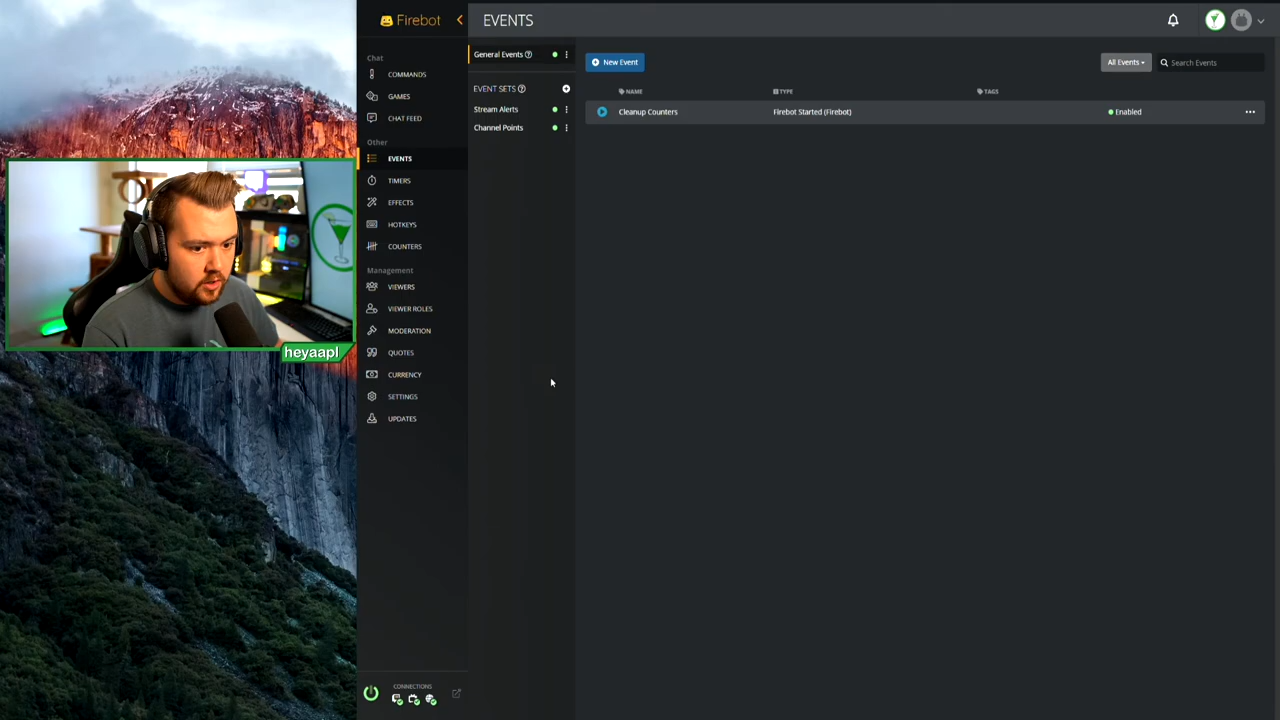 Firebot
EVENTS
Chat
COMMANDS
GAMES
CHAT FEED
Other
EVENTS
TIMERS
EFFECTS
HOTKEYS
COUNTERS
Management
VIEWERS
VIEWER ROLES
MODERATION
QUOTES
CURRENCY
SETTINGS
UPDATES
CONNECTIONS
General Events
EVENT SETS
Stream Alerts
Channel Points
New Event
All Events
Search Events
NAME TYPE TAGS
Cleanup Counters Firebot Started (Firebot) Enabled
heyaapl